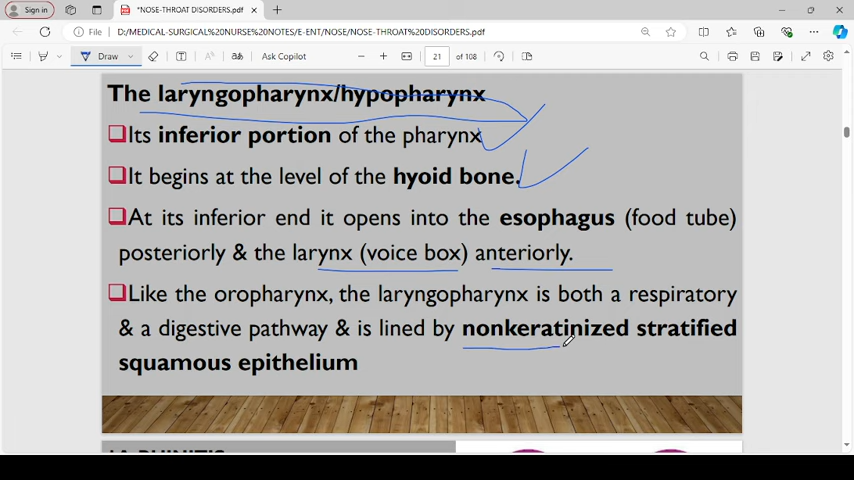 Sign in
*NOSE-THROAT DISORDERS.pdf
File
D:/MEDICAL-SURGICAL%20NURSE%20NOTES/E-ENT/NOSE/NOSE-THROAT%20DISORDERS.pdf
Draw
Ask Copilot
21
of 108
The laryngopharynx/hypopharynx
Its inferior portion of the pharynx
It begins at the level of the hyoid bone.
At its inferior end it opens into the esophagus (food tube)
posteriorly & the larynx (voice box) anteriorly.
Like the oropharynx, the laryngopharynx is both a respiratory
& a digestive pathway & is lined by nonkeratinized stratified
squamous epithelium